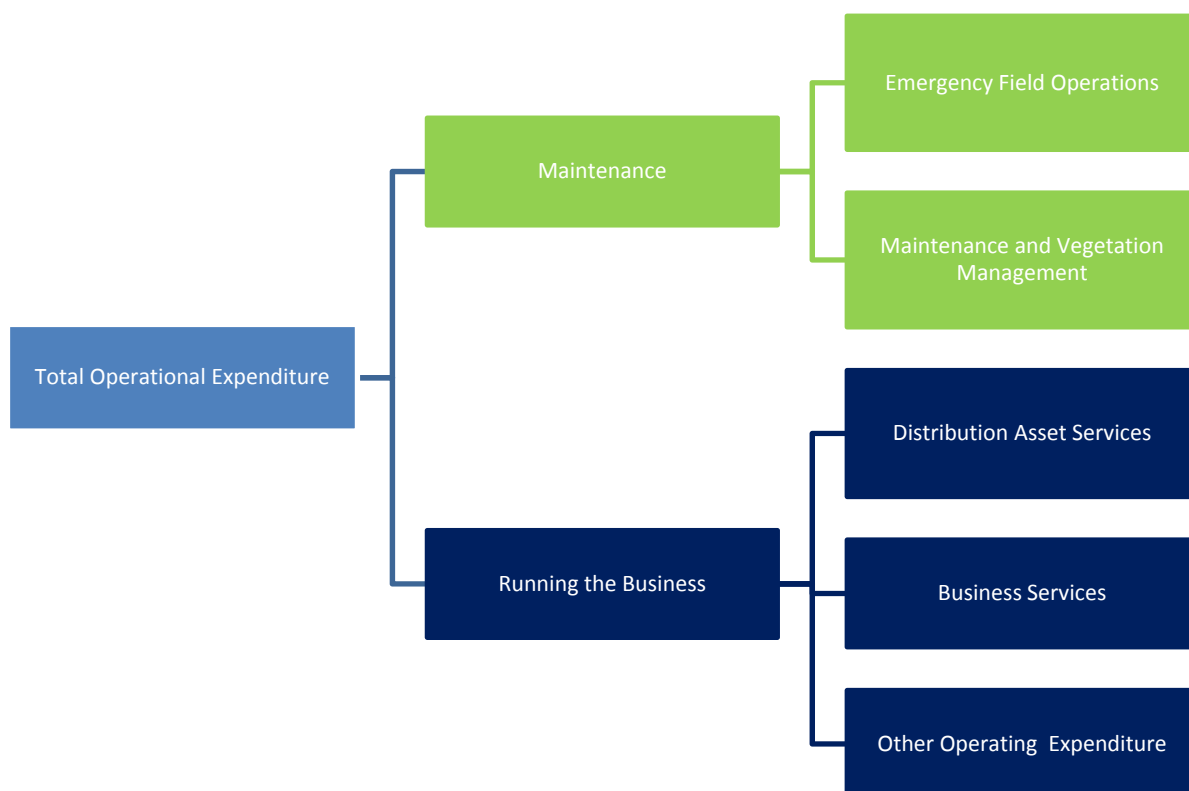 Emergency Field Operations
Maintenance
Maintenance and Vegetation
Management
Total Operational Expenditure
Distribution Asset Services
Running the Business
Business Services
Other Operating  Expenditure